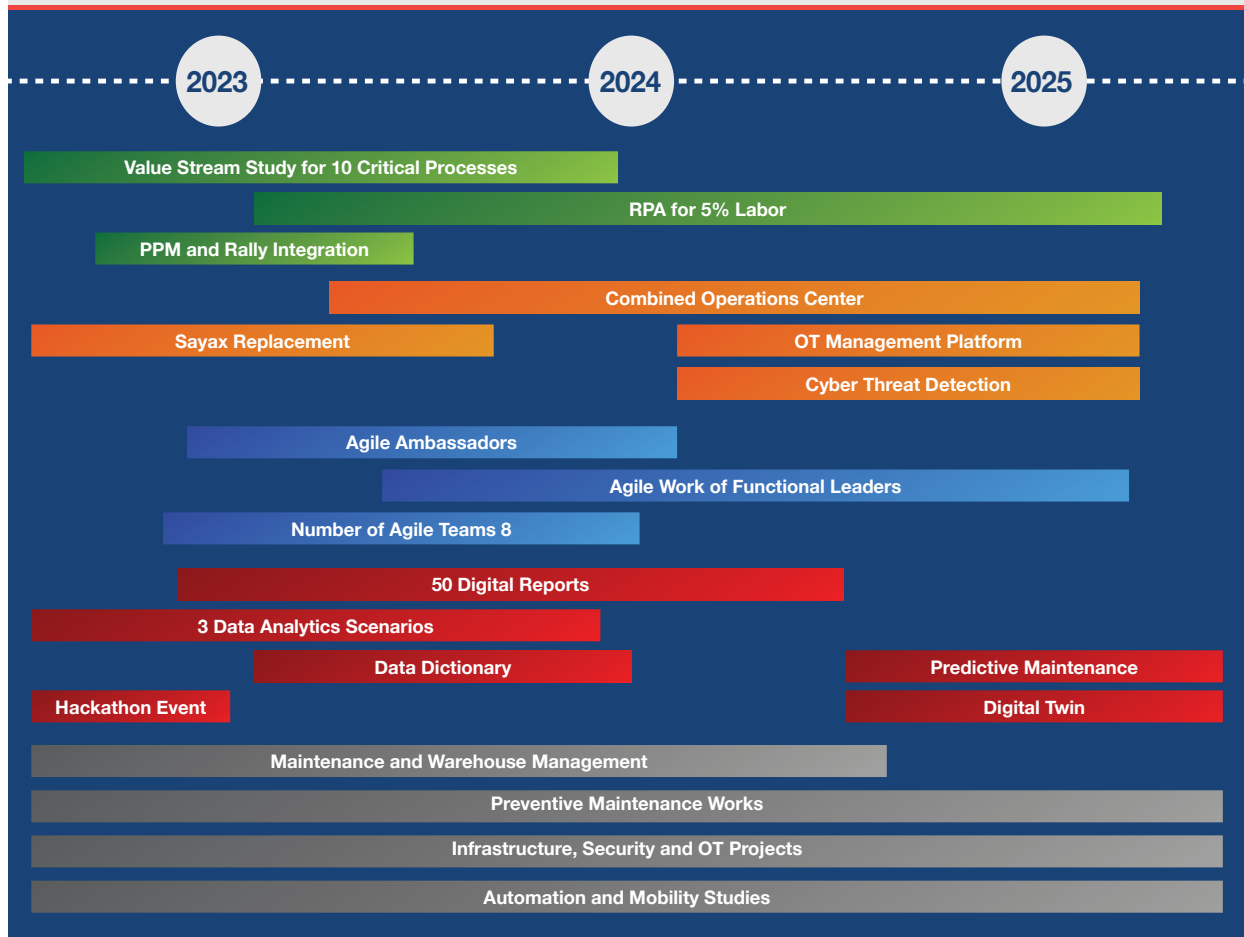 2023
2024
2025
Value Stream Study for 10 Critical Processes
RPA for 5% Labor
PPM and Rally Integration
Combined Operations Center
Sayax Replacement
OT Management Platform
Cyber Threat Detection
Agile Ambassadors
Agile Work of Functional Leaders
Number of Agile Teams 8
50 Digital Reports
3 Data Analytics Scenarios
Data Dictionary
Predictive Maintenance
Hackathon Event
Digital Twin
Maintenance and Warehouse Management
Preventive Maintenance Works
Infrastructure, Security and OT Projects
Automation and Mobility Studies